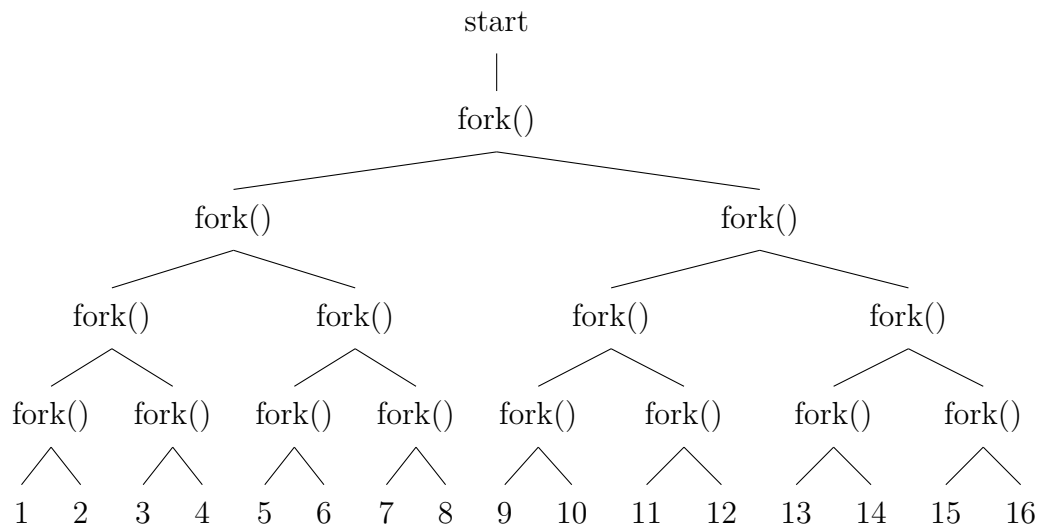 start
fork()
fork() fork()
fork() fork() fork() fork()
fork() fork() fork() fork() fork() fork() fork() fork()
1 2 3 4 5 6 7 8 9 10 11 12 13 14 15 16